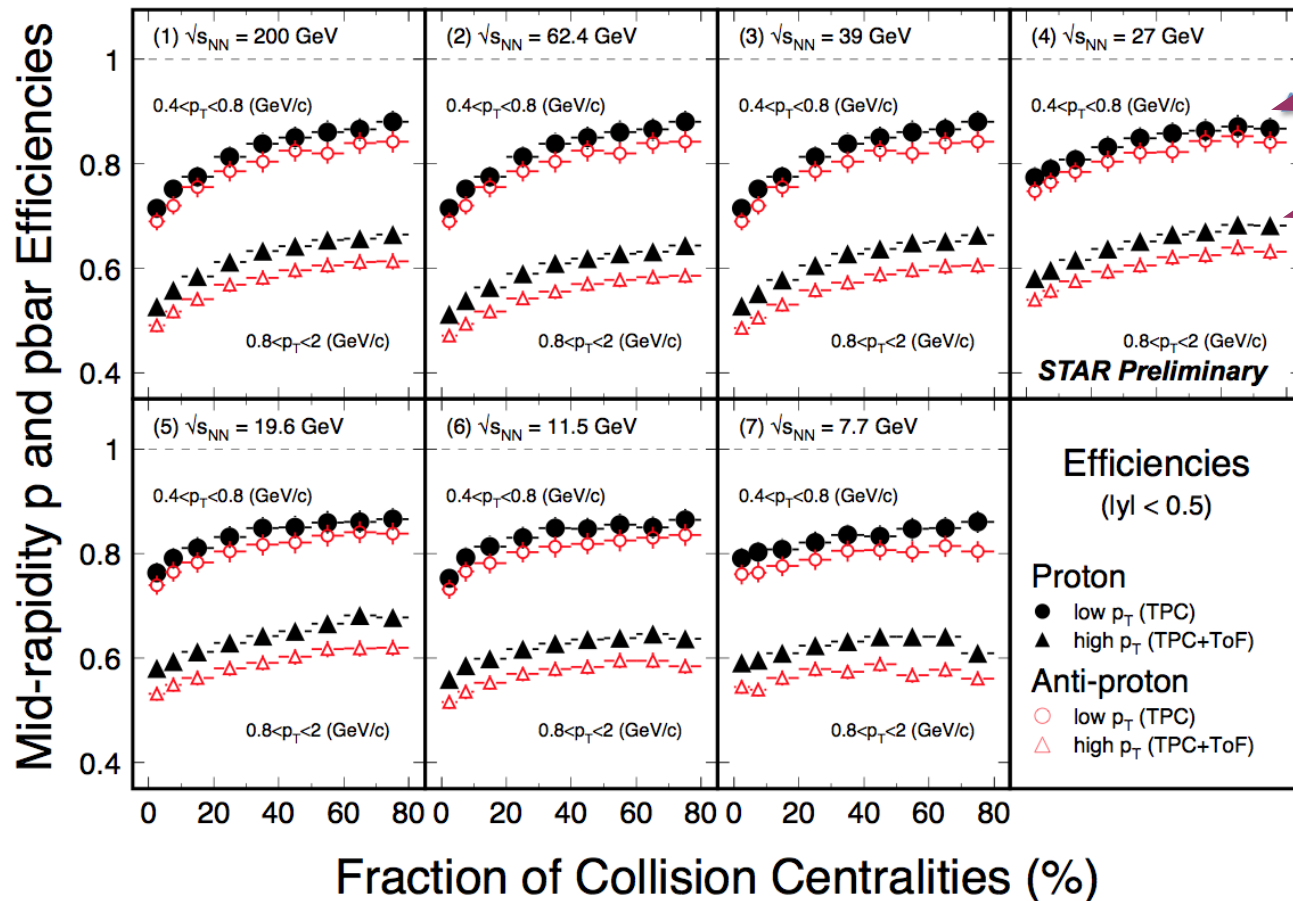 Mid-rapidity p and pbar Efficiencies
(1) √sNN = 200 GeV
0.4<pT<0.8 (GeV/c)
0.8<pT<2 (GeV/c)
(2) √sNN = 62.4 GeV
0.4<pT<0.8 (GeV/c)
0.8<pT<2 (GeV/c)
(3) √sNN = 39 GeV
0.4<pT<0.8 (GeV/c)
0.8<pT<2 (GeV/c)
(4) √sNN = 27 GeV
0.4<pT<0.8 (GeV/c)
0.8<pT<2 (GeV/c)
STAR Preliminary
1
0.8
0.6
0.4
(5) √sNN = 19.6 GeV
0.4<pT<0.8 (GeV/c)
0.8<pT<2 (GeV/c)
(6) √sNN = 11.5 GeV
0.4<pT<0.8 (GeV/c)
0.8<pT<2 (GeV/c)
(7) √sNN = 7.7 GeV
0.4<pT<0.8 (GeV/c)
0.8<pT<2 (GeV/c)
1
0.8
0.6
0.4
Efficiencies
(|y| < 0.5)
Proton
low pT (TPC)
high pT (TPC+ToF)
Anti-proton
low pT (TPC)
high pT (TPC+ToF)
0 20 40 60 80
0 20 40 60 80
0 20 40 60 80
Fraction of Collision Centralities (%)